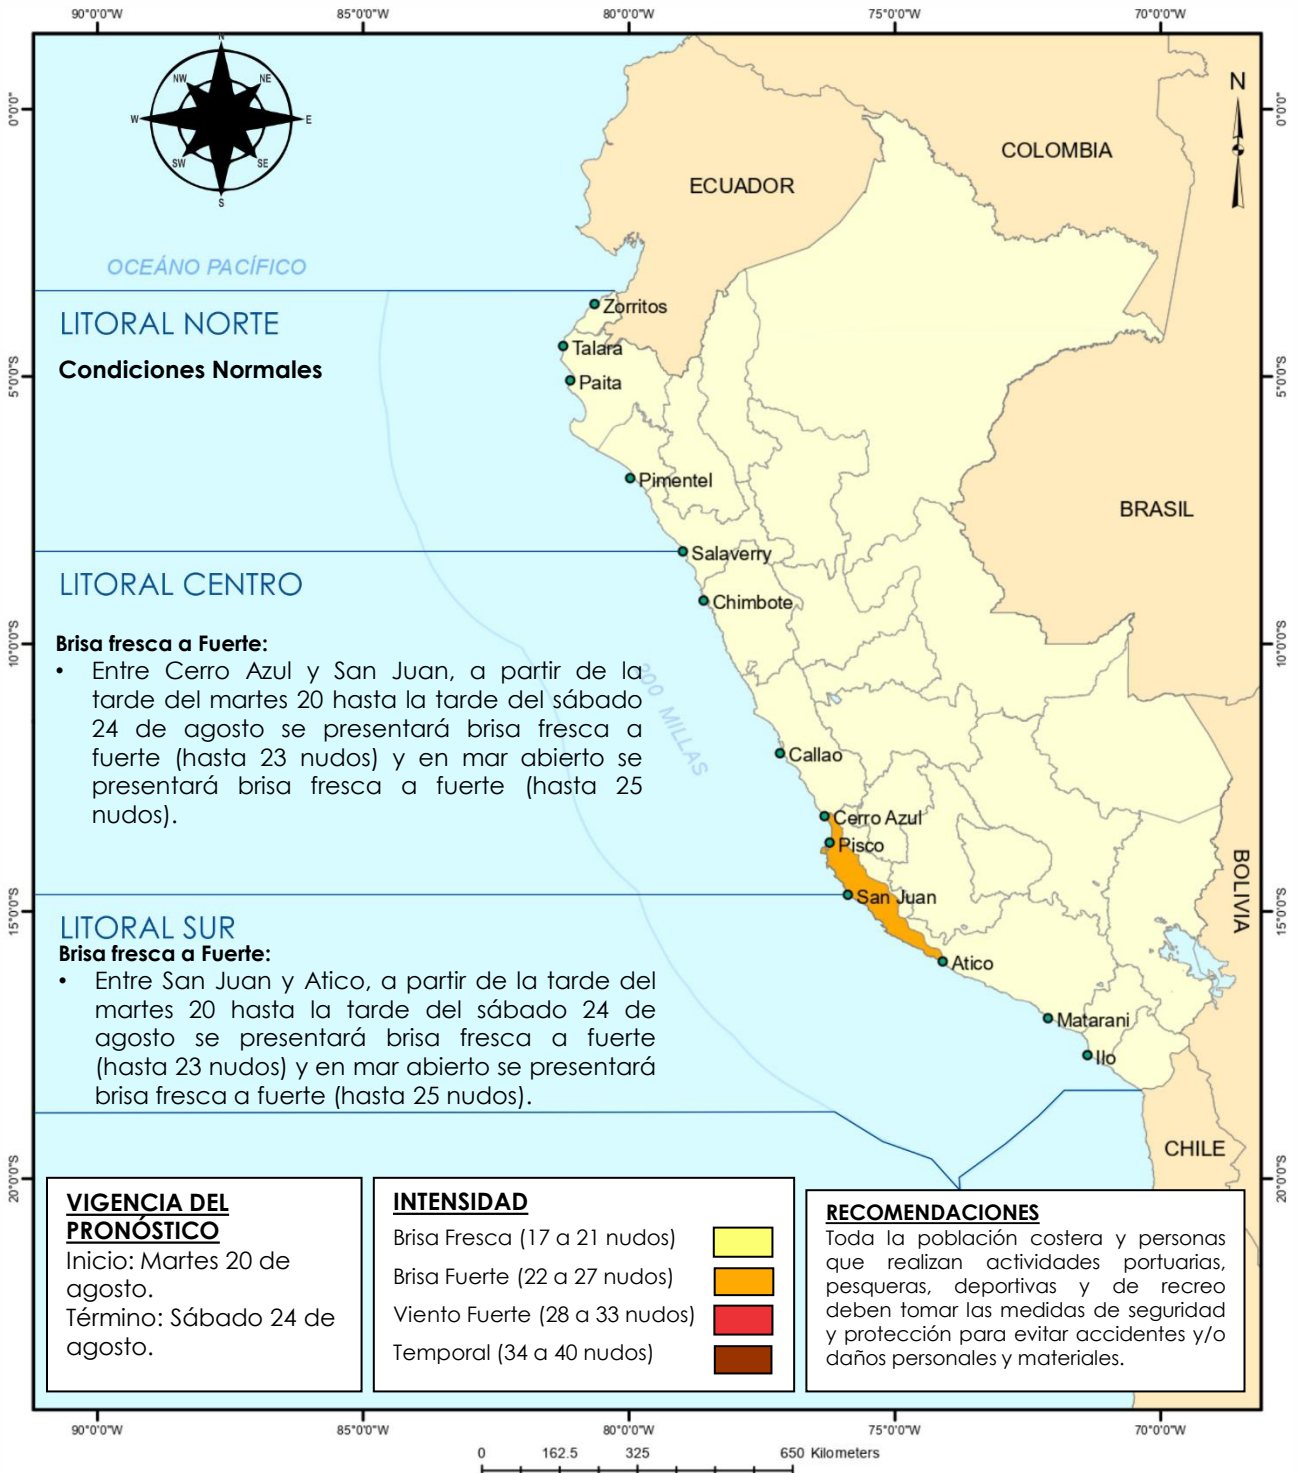 90°0'0"W 85°0'0"W 80°0'0"W 75°0'0"W 70°0'0"W
N
NW NE
W E
SW SE
S
N
0°0'0"
0°0'0"
COLOMBIA
ECUADOR
OCEÁNO PACÍFICO
Zorritos
LITORAL NORTE
Talara
Condiciones Normales
Paita
5°0'0"S
5°0'0"S
Pimentel
BRASIL
Salaverry
LITORAL CENTRO
Chimbote
Brisa fresca a Fuerte:
• Entre Cerro Azul y San Juan, a partir de la
tarde del martes 20 hasta la tarde del sábado
24 de agosto se presentará brisa fresca a
fuerte (hasta 23 nudos) y en mar abierto se
presentará brisa fresca a fuerte (hasta 25
nudos).
10°0'0"S
10°0'0"S
200 MILLAS
Callao
Cerro Azul
Pisco
BOLIVIA
San Juan
15°0'0"S
15°0'0"S
LITORAL SUR
Brisa fresca a Fuerte:
• Entre San Juan y Atico, a partir de la tarde del
martes 20 hasta la tarde del sábado 24 de
agosto se presentará brisa fresca a fuerte
(hasta 23 nudos) y en mar abierto se presentará
brisa fresca a fuerte (hasta 25 nudos).
Atico
Matarani
Ilo
CHILE
20°0'0"S
20°0'0"S
VIGENCIA DEL
PRONÓSTICO
Inicio: Martes 20 de
agosto.
Término: Sábado 24 de
agosto.
INTENSIDAD
Brisa Fresca (17 a 21 nudos)
Brisa Fuerte (22 a 27 nudos)
Viento Fuerte (28 a 33 nudos)
Temporal (34 a 40 nudos)
RECOMENDACIONES
Toda la población costera y personas
que realizan actividades portuarias,
pesqueras, deportivas y de recreo
deben tomar las medidas de seguridad
y protección para evitar accidentes y/o
daños personales y materiales.
90°0'0"W 85°0'0"W 80°0'0"W 75°0'0"W 70°0'0"W
0 162.5 325 650 Kilometers